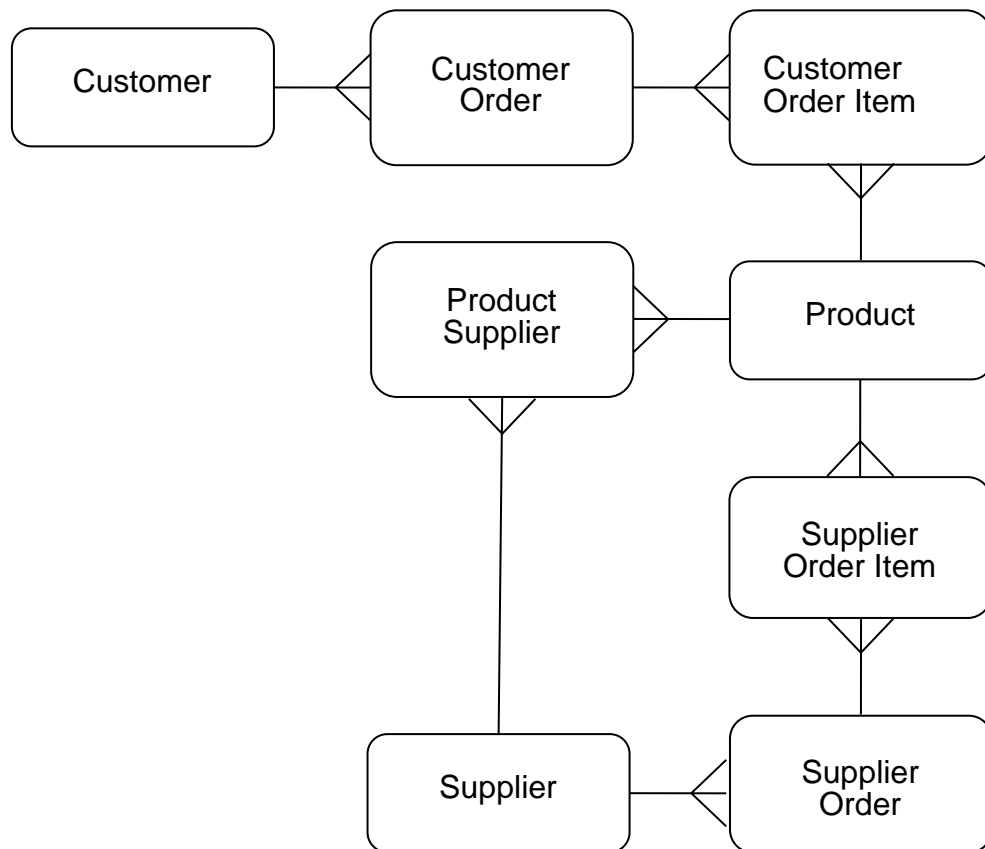 Customer
Customer
Order
Customer
Order Item
Product
Supplier
Product
Supplier
Order Item
Supplier
Supplier
Order